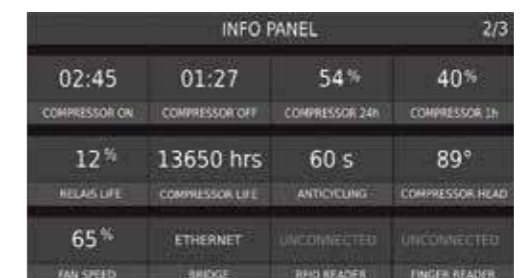 INFO PANEL 2/3
02:45 01:27 54% 40%
COMPRESSOR ON COMPRESSOR OFF COMPRESSOR 24h COMPRESSOR 1h
12% 13650 hrs 60 s 89°
RELAIS LIFE COMPRESSOR LIFE ANTICYCLING COMPRESSOR HEAD
65% ETHERNET UNCONNECTED UNCONNECTED
FAN SPEED BRIDGE RFID READER FINGER READER